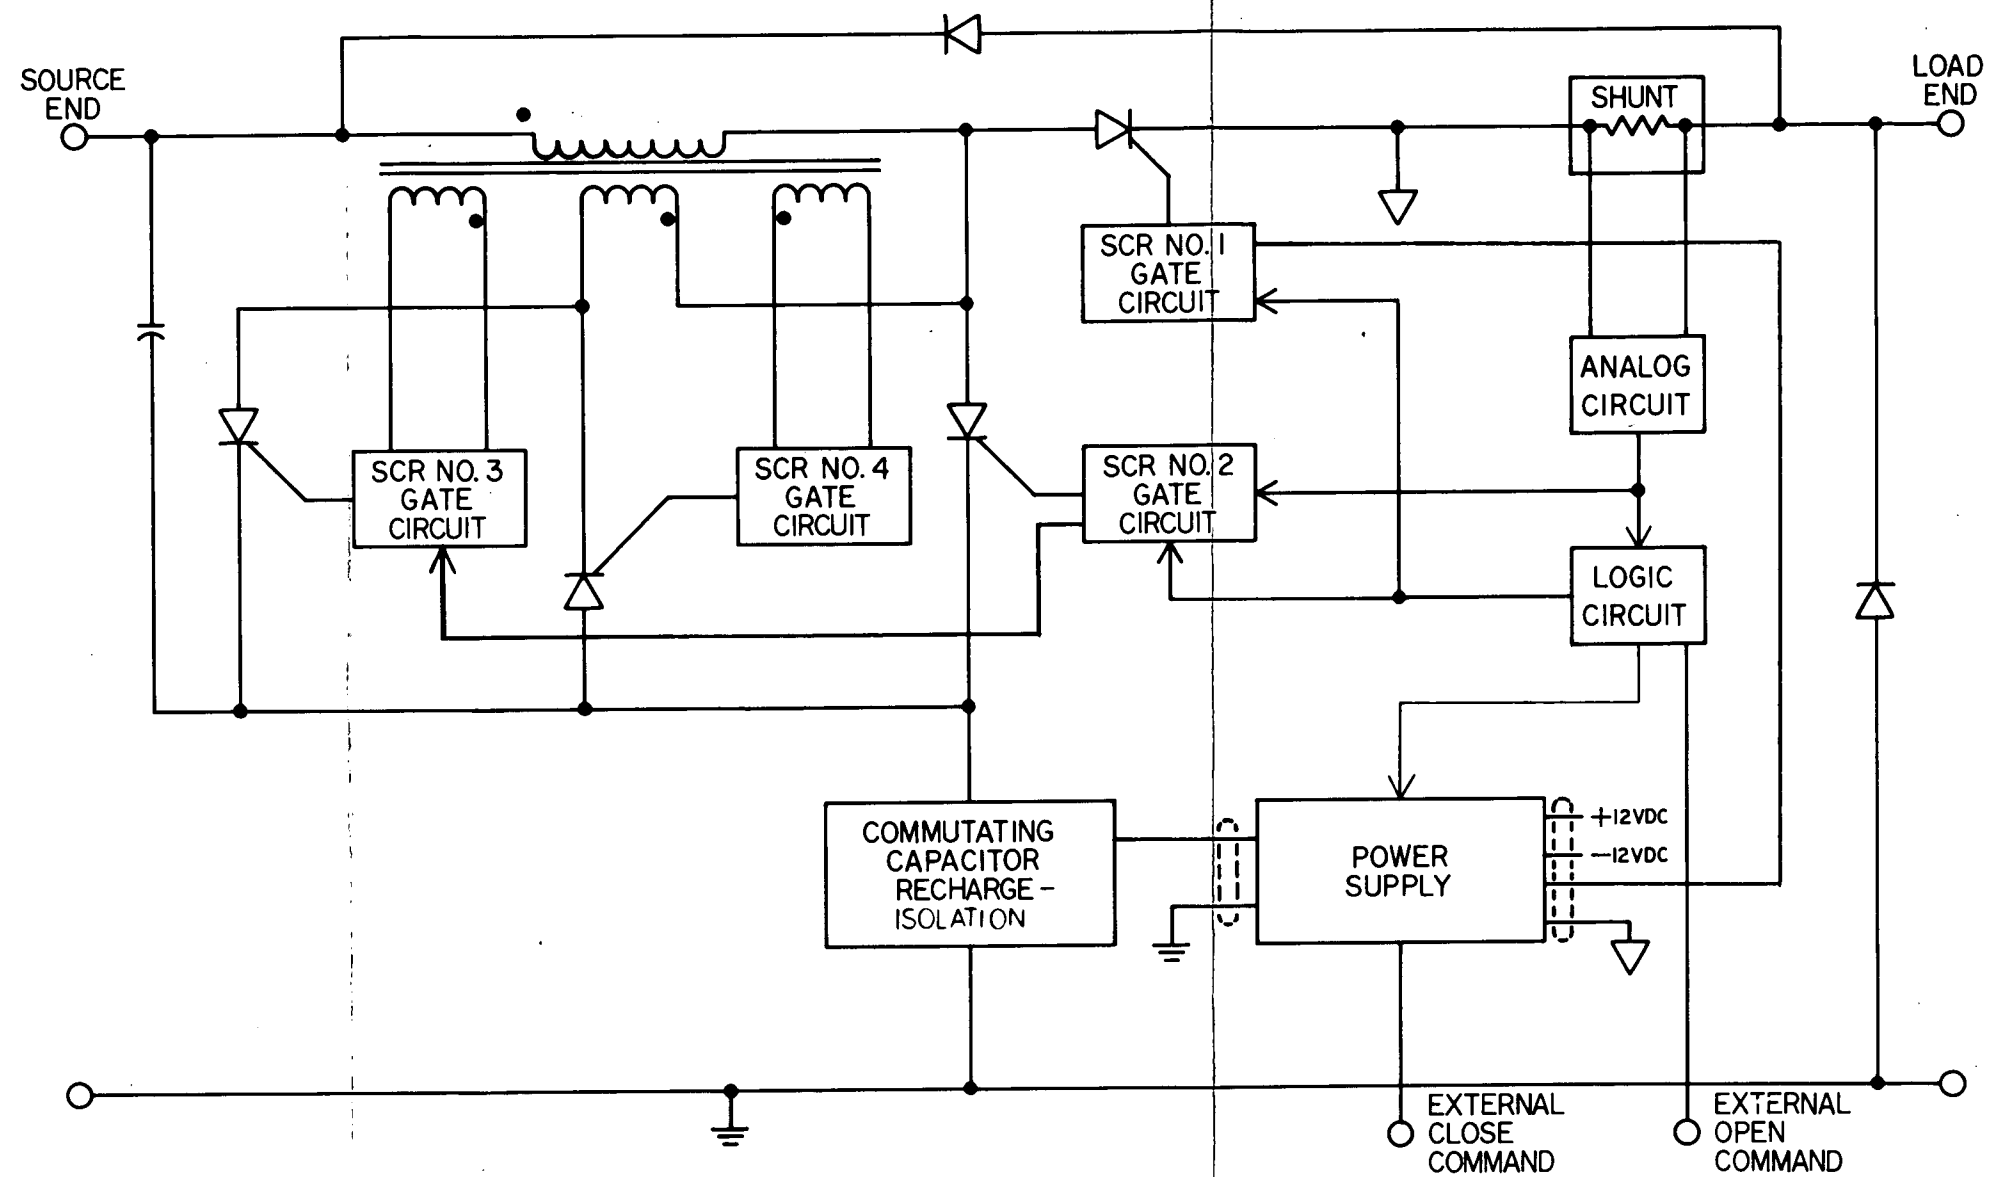 SOURCE
END
LOAD
END
SHUNT
SCR NO. 1
GATE
CIRCUIT
ANALOG
CIRCUIT
SCR NO. 3
GATE
CIRCUIT
SCR NO. 4
GATE
CIRCUIT
SCR NO. 2
GATE
CIRCUIT
LOGIC
CIRCUIT
COMMUTATING
CAPACITOR
RECHARGE-
ISOLATION
POWER
SUPPLY
+12VDC
-12VDC
EXTERNAL
CLOSE
COMMAND
EXTERNAL
OPEN
COMMAND